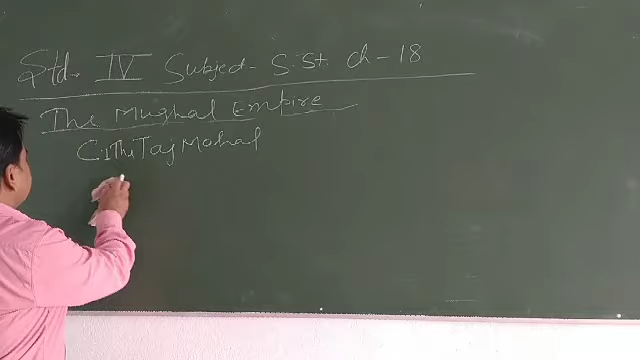 Std. IV Subject- S.St. ch - 18
The Mughal Empire
C:1 The Taj Mahal